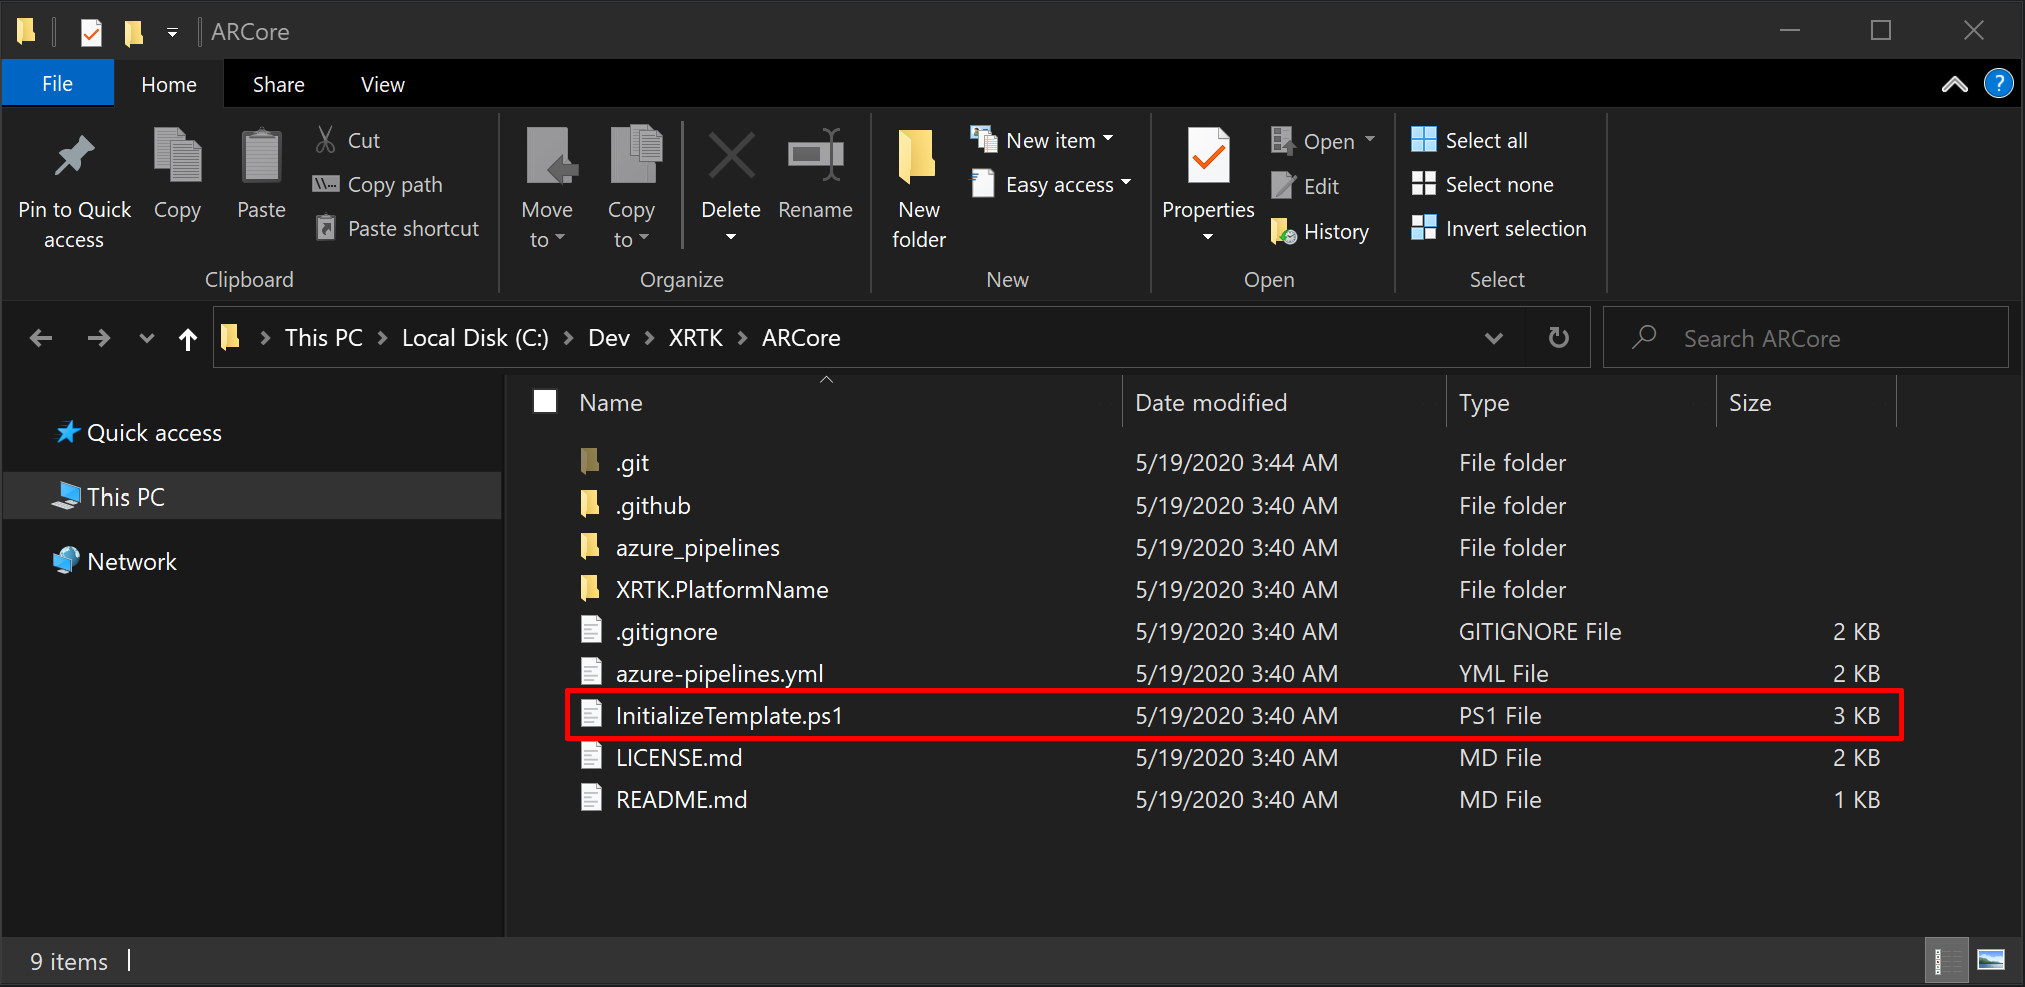 ARCore
File Home Share View
Pin to Quick access
Copy
Paste
Cut
Copy path
Paste shortcut
Clipboard
Move to
Copy to
Delete
Rename
Organize
New folder
New item
Easy access
New
Properties
Open
Edit
History
Open
Select all
Select none
Invert selection
Select
This PC > Local Disk (C:) > Dev > XRTK > ARCore
Search ARCore
Quick access
This PC
Network
Name Date modified Type Size
.git 5/19/2020 3:44 AM File folder
.github 5/19/2020 3:40 AM File folder
azure_pipelines 5/19/2020 3:40 AM File folder
XRTK.PlatformName 5/19/2020 3:40 AM File folder
.gitignore 5/19/2020 3:40 AM GITIGNORE File 2 KB
azure-pipelines.yml 5/19/2020 3:40 AM YML File 2 KB
InitializeTemplate.ps1 5/19/2020 3:40 AM PS1 File 3 KB
LICENSE.md 5/19/2020 3:40 AM MD File 2 KB
README.md 5/19/2020 3:40 AM MD File 1 KB
9 items